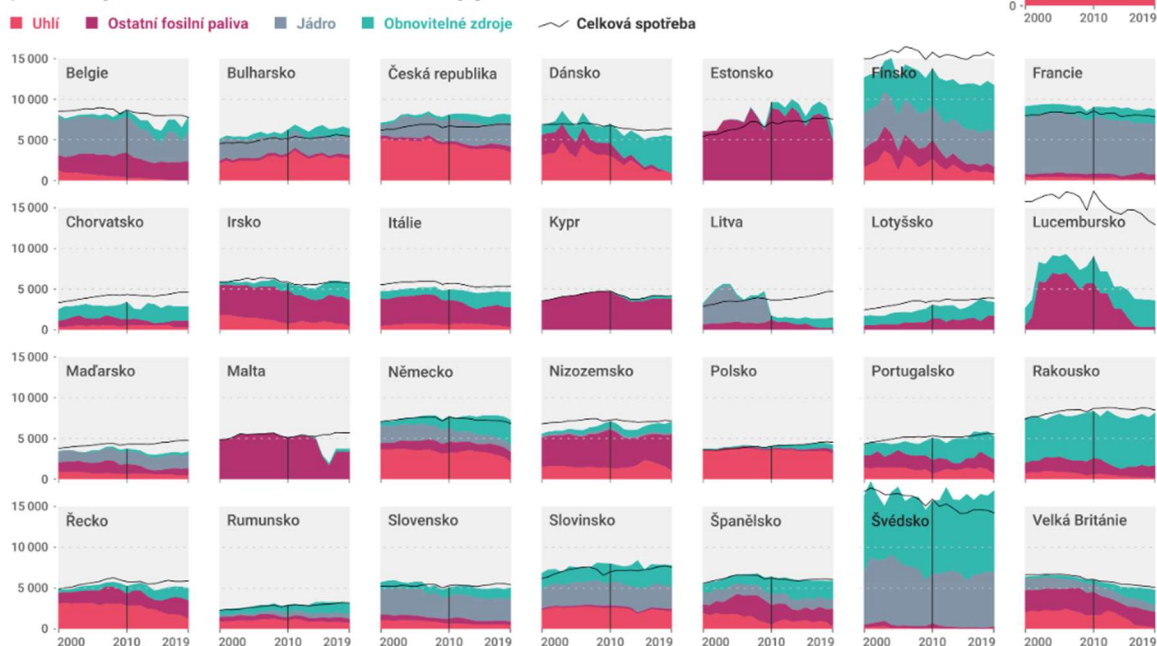 0
2000 2010 2019
Uhlí Ostatní fosilní paliva Jádro Obnovitelné zdroje Celková spotřeba
15 000
10 000
5 000
0
Belgie Bulharsko Česká republika Dánsko Estonsko Finsko Francie
15 000
10 000
5 000
0
Chorvatsko Irsko Itálie Kypr Litva Lotyšsko Lucembursko
15 000
10 000
5 000
0
Maďarsko Malta Německo Nizozemsko Polsko Portugalsko Rakousko
15 000
10 000
5 000
0
Řecko Rumunsko Slovensko Slovinsko Španělsko Švédsko Velká Británie
2000 2010 2019 2000 2010 2019 2000 2010 2019 2000 2010 2019 2000 2010 2019 2000 2010 2019 2000 2010 2019